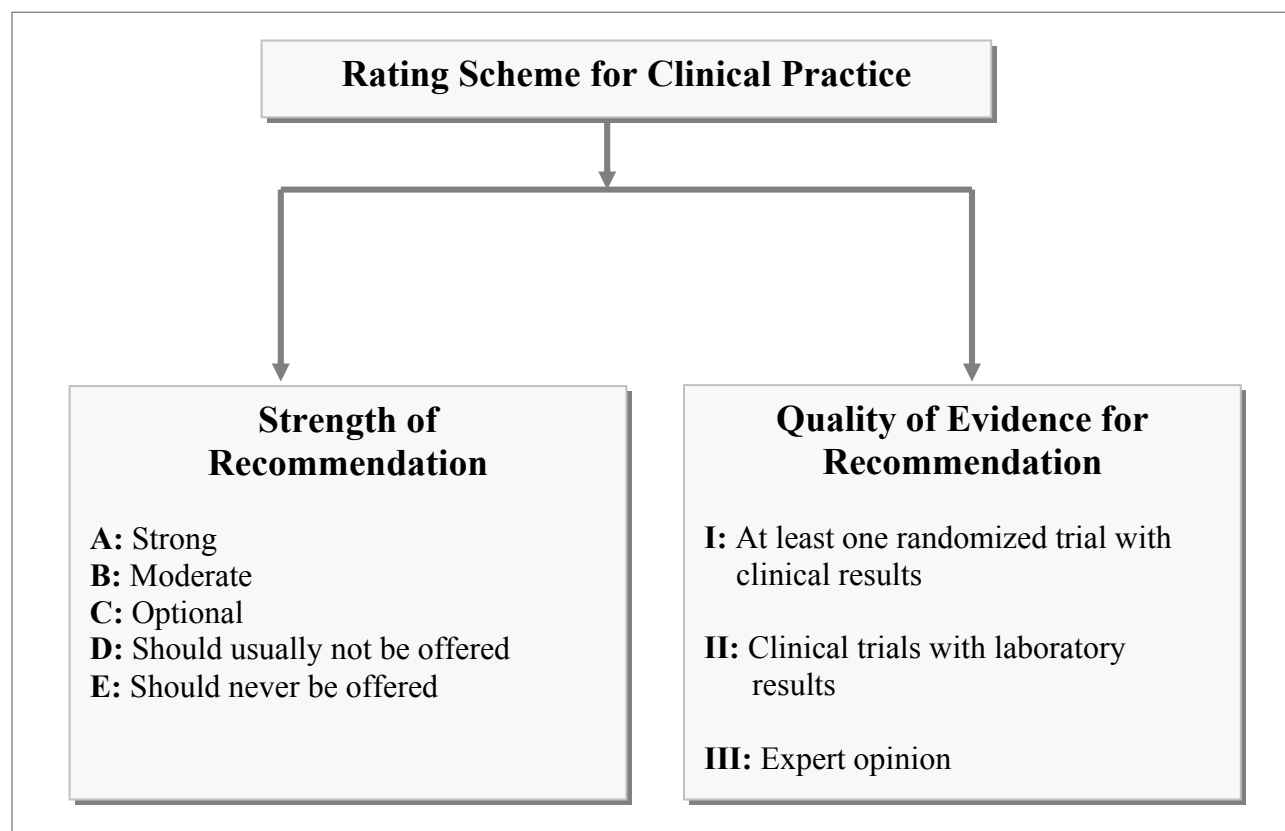 Rating Scheme for Clinical Practice
Strength of
Recommendation
A: Strong
B: Moderate
C: Optional
D: Should usually not be offered
E: Should never be offered
Quality of Evidence for
Recommendation
I: At least one randomized trial with
clinical results
II: Clinical trials with laboratory
results
III: Expert opinion